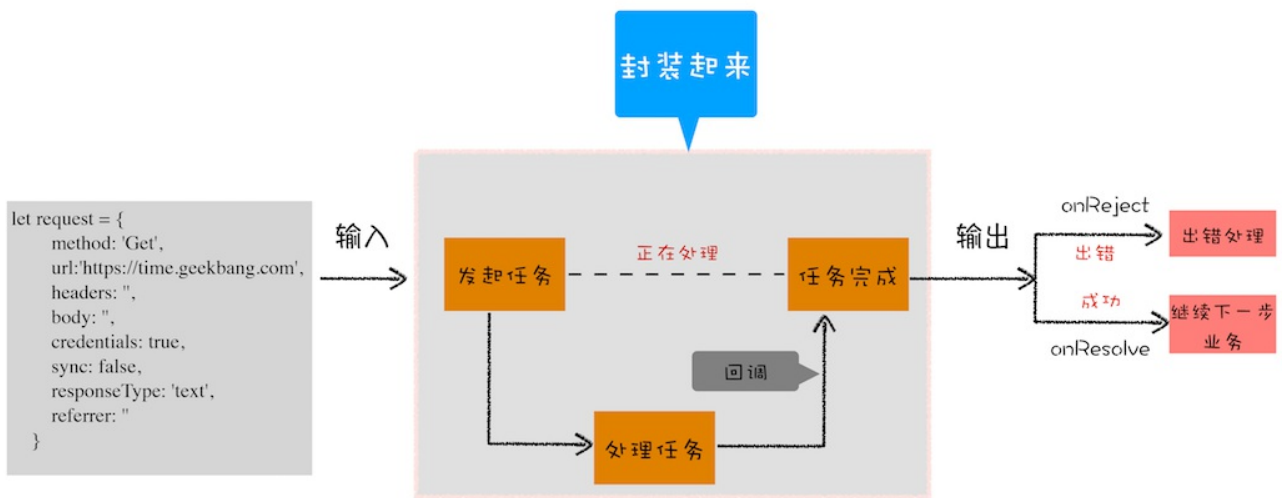 封装起来
let request = {
method: 'Get',
url:'https://time.geekbang.com',
headers: '',
body: '',
credentials: true,
sync: false,
responseType: 'text',
referrer: ''
}
输入
发起任务
正在处理
任务完成
回调
处理任务
输出
onReject
出错
出错处理
成功
onResolve
继续下一步
业务